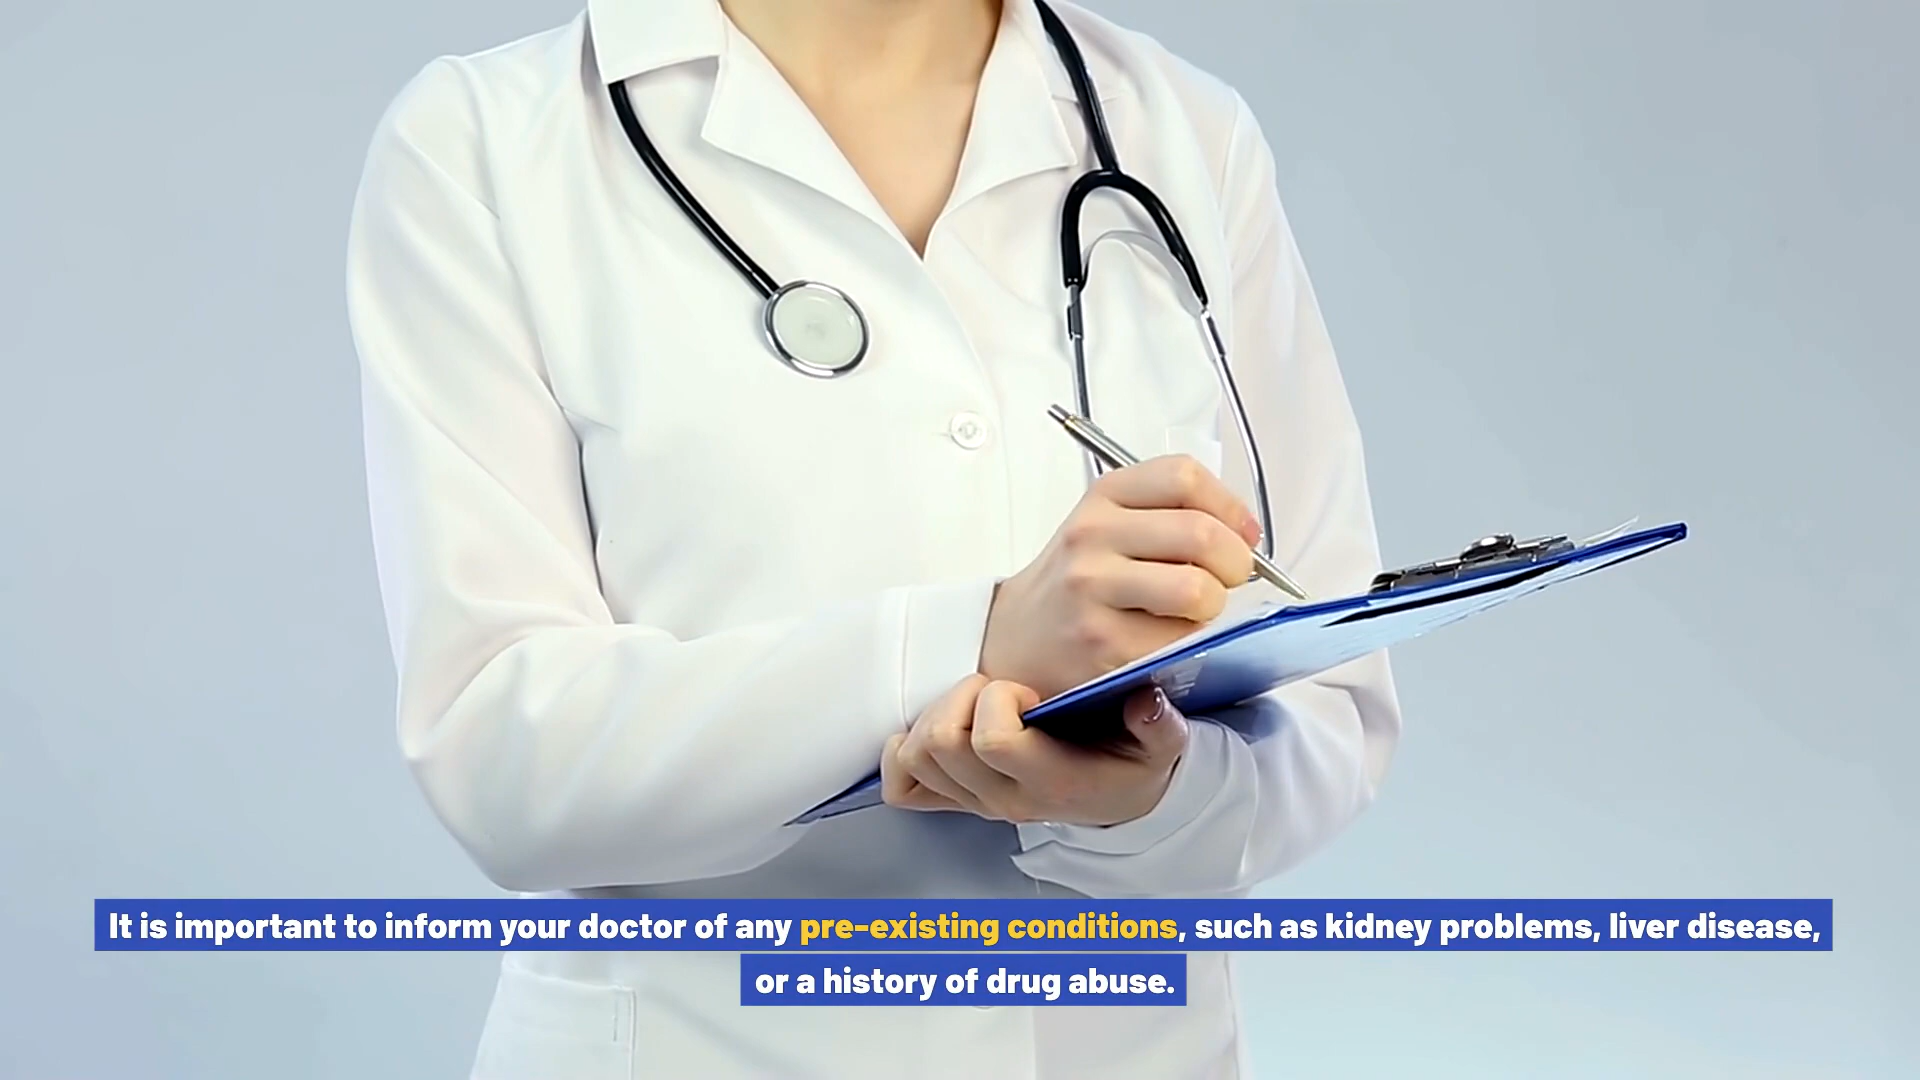 It is important to inform your doctor of any pre-existing conditions, such as kidney problems, liver disease,
or a history of drug abuse.